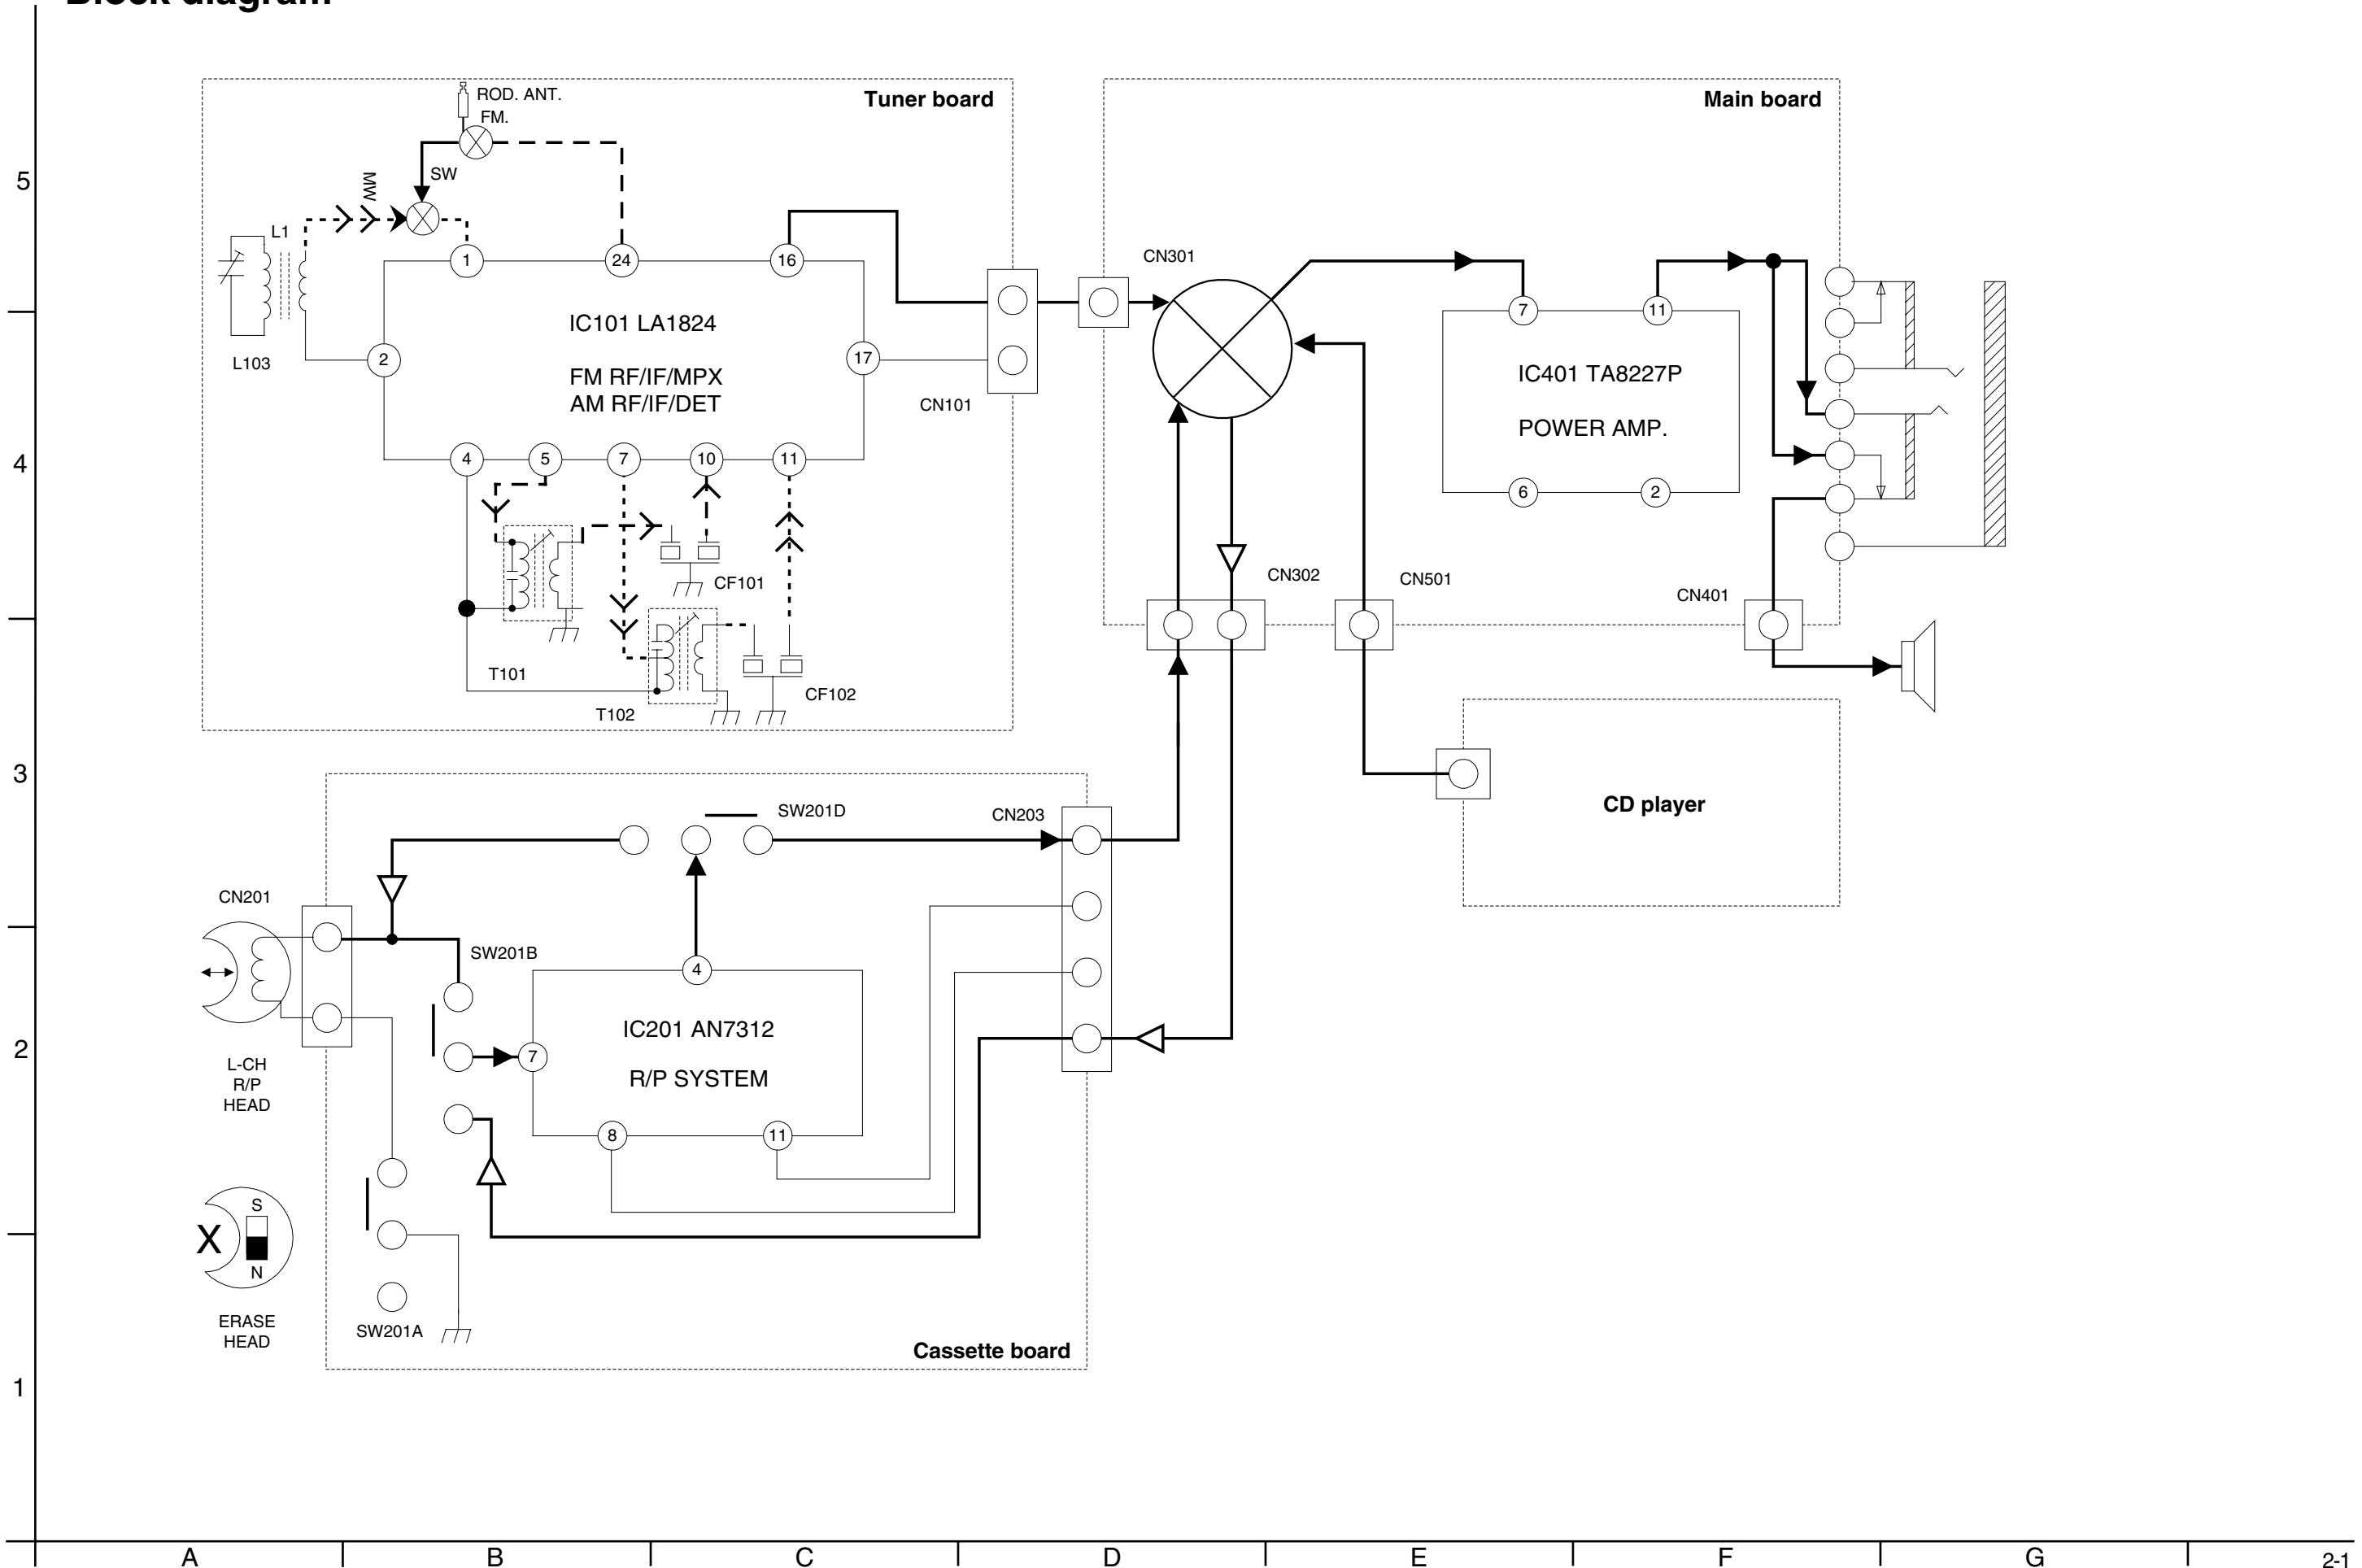 Block diagram
Tuner board
ROD. ANT.
FM.
SW
MW
L1
L103
1
24
16
2
17
IC101 LA1824
FM RF/IF/MPX
AM RF/IF/DET
4
5
7
10
11
CN101
CF101
T101
CF102
T102
Main board
CN301
7
11
IC401 TA8227P
POWER AMP.
6
2
CN302
CN501
CN401
CD player
SW201D
CN203
CN201
SW201B
4
IC201 AN7312
R/P SYSTEM
7
8
11
L-CH
R/P
HEAD
S
X
N
ERASE
HEAD
SW201A
Cassette board
5
4
3
2
1
A
B
C
D
E
F
G
2-1